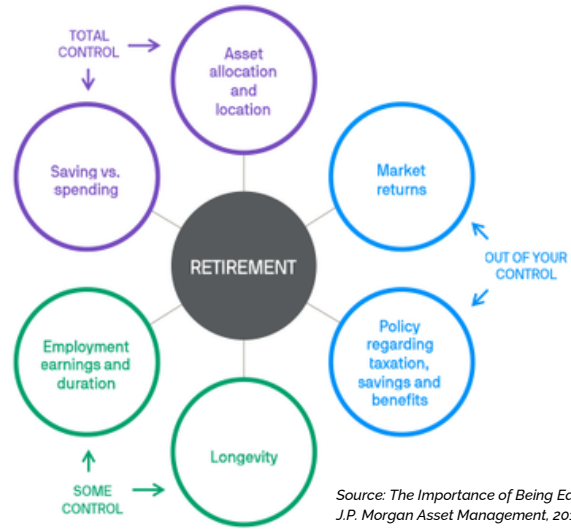 TOTAL
CONTROL
Asset
allocation
and
location
Saving vs.
spending
Market
returns
RETIREMENT
OUT OF YOUR
CONTROL
Employment
earnings and
duration
Policy
regarding
taxation,
savings and
benefits
Longevity
SOME
CONTROL
Source: The Importance of Being
J.P. Morgan Asset Management,